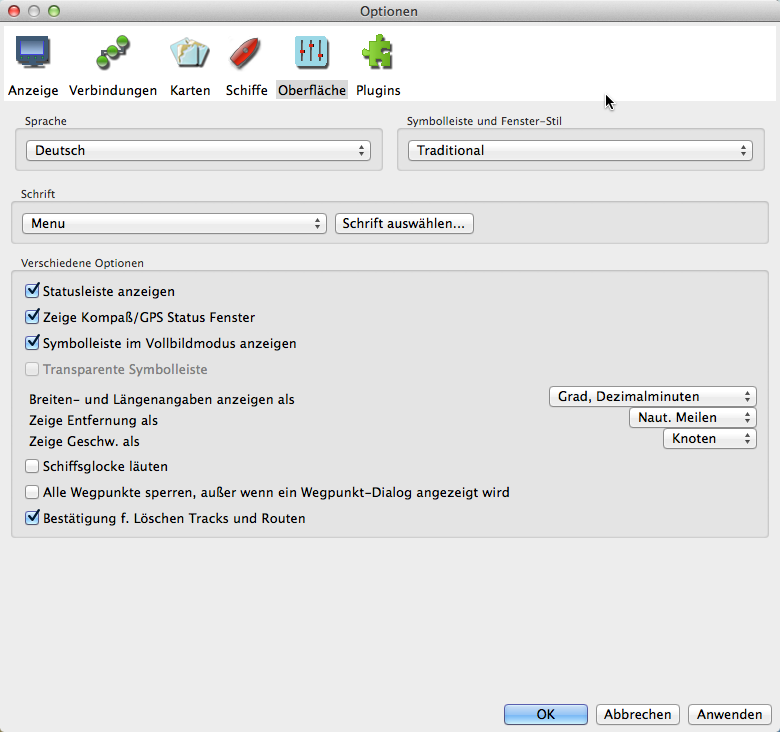 Optionen
Anzeige Verbindungen Karten Schiffe Oberfläche Plugins
Sprache
Symbolleiste und Fenster-Stil
Deutsch
Traditional
Schrift
Menu
Schrift auswählen...
Verschiedene Optionen
Statusleiste anzeigen
Zeige Kompaß/GPS Status Fenster
Symbolleiste im Vollbildmodus anzeigen
Transparente Symbolleiste
Breiten- und Längenangaben anzeigen als
Grad, Dezimalminuten
Zeige Entfernung als
Naut. Meilen
Zeige Geschw. als
Knoten
Schiffsglocke läuten
Alle Wegpunkte sperren, außer wenn ein Wegpunkt-Dialog angezeigt wird
Bestätigung f. Löschen Tracks und Routen
OK
Abbrechen
Anwenden